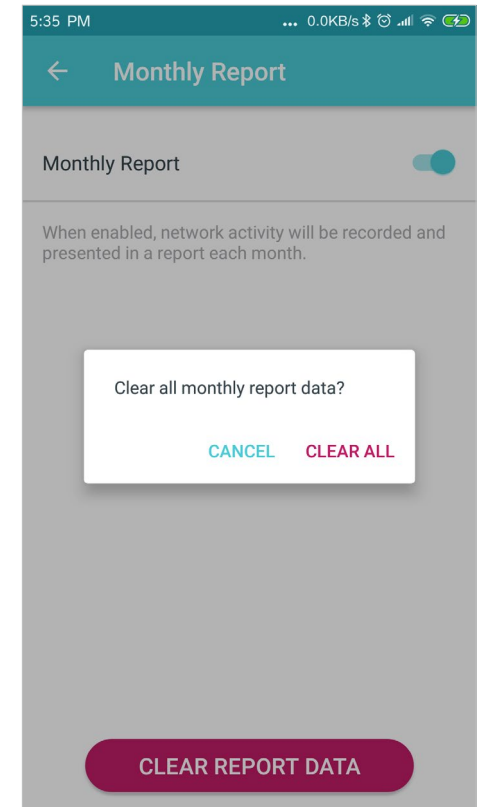 5:35 PM ... 0.0KB/s
Monthly Report
Monthly Report
When enabled, network activity will be recorded and
presented in a report each month.
Clear all monthly report data?
CANCEL CLEAR ALL
CLEAR REPORT DATA